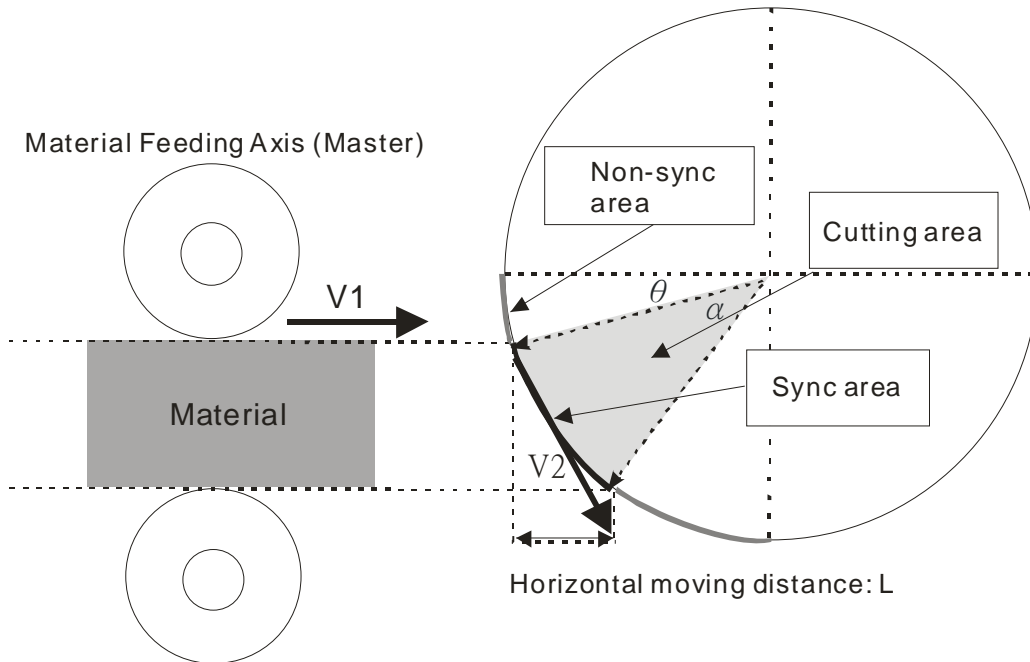 Material Feeding Axis (Master)
Non-sync
area
Cutting area
V1
θ
α
Material
Sync area
V2
Horizontal moving distance: L